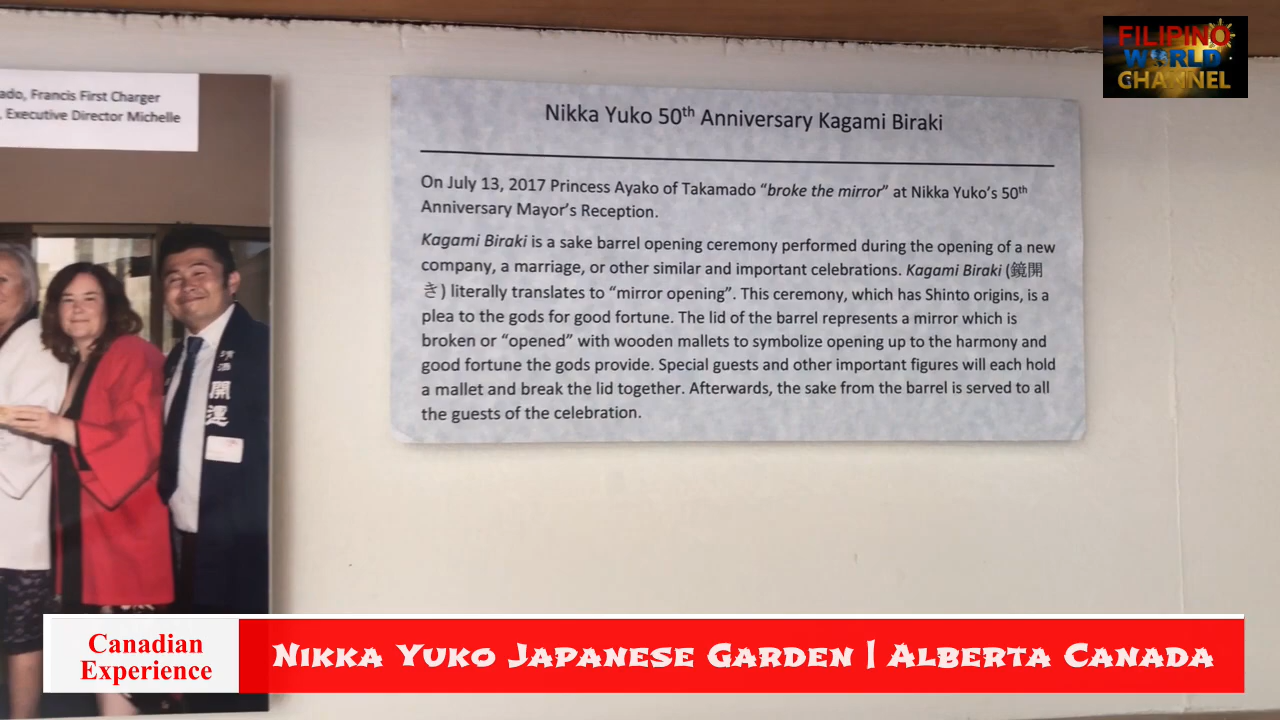 FILIPINO
WORLD
CHANNEL
ado, Francis First Charger
, Executive Director Michelle
Nikka Yuko 50th Anniversary Kagami Biraki
On July 13, 2017 Princess Ayako of Takamado “broke the mirror” at Nikka Yuko’s 50th
Anniversary Mayor’s Reception.
Kagami Biraki is a sake barrel opening ceremony performed during the opening of a new
company, a marriage, or other similar and important celebrations. Kagami Biraki (鏡開
き) literally translates to “mirror opening”. This ceremony, which has Shinto origins, is a
plea to the gods for good fortune. The lid of the barrel represents a mirror which is
broken or “opened” with wooden mallets to symbolize opening up to the harmony and
good fortune the gods provide. Special guests and other important figures will each hold
a mallet and break the lid together. Afterwards, the sake from the barrel is served to all
the guests of the celebration.
清酒
開運
Canadian
Experience
Nikka Yuko Japanese Garden | Alberta Canada